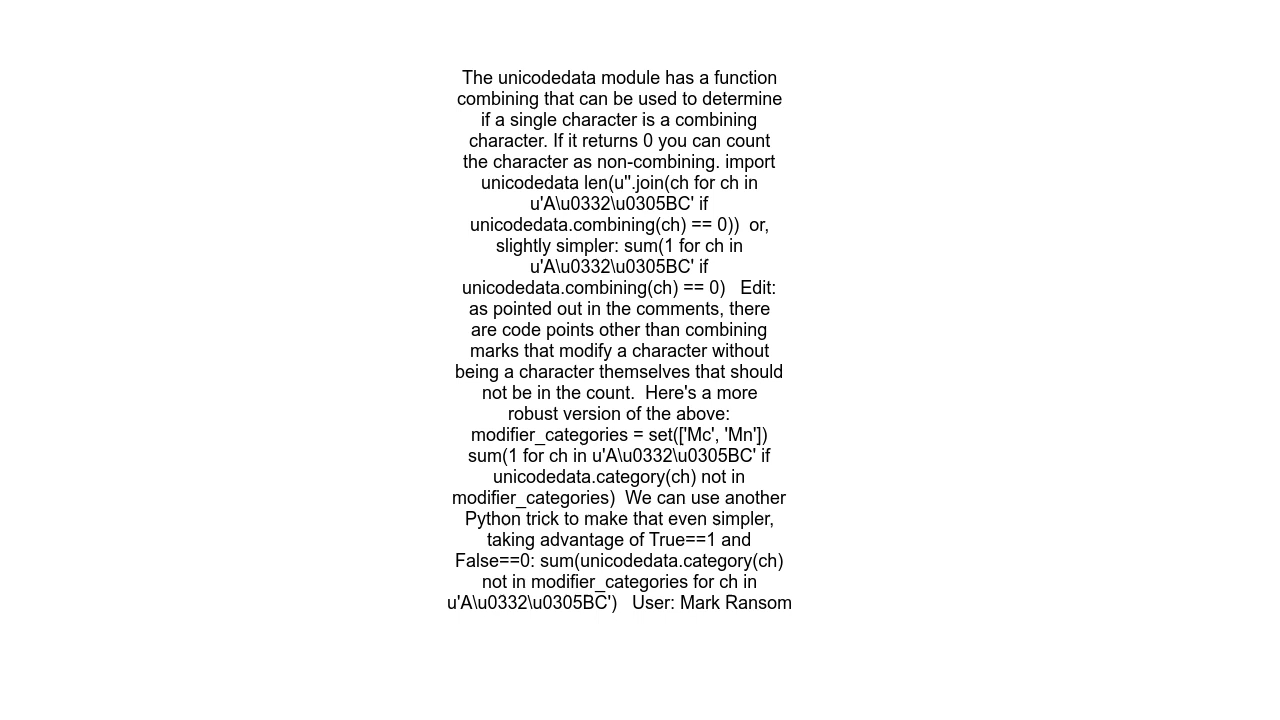 The unicodedata module has a function
combining that can be used to determine
if a single character is a combining
character. If it returns 0 you can count
the character as non-combining. import
unicodedata len(u''.join(ch for ch in
u'A\u0332\u0305BC' if
unicodedata.combining(ch) == 0))  or,
slightly simpler: sum(1 for ch in
u'A\u0332\u0305BC' if
unicodedata.combining(ch) == 0)   Edit:
as pointed out in the comments, there
are code points other than combining
marks that modify a character without
being a character themselves that should
not be in the count.  Here's a more
robust version of the above:
modifier_categories = set(['Mc', 'Mn'])
sum(1 for ch in u'A\u0332\u0305BC' if
unicodedata.category(ch) not in
modifier_categories)  We can use another
Python trick to make that even simpler,
taking advantage of True==1 and
False==0: sum(unicodedata.category(ch)
not in modifier_categories for ch in
u'A\u0332\u0305BC')   User: Mark Ransom